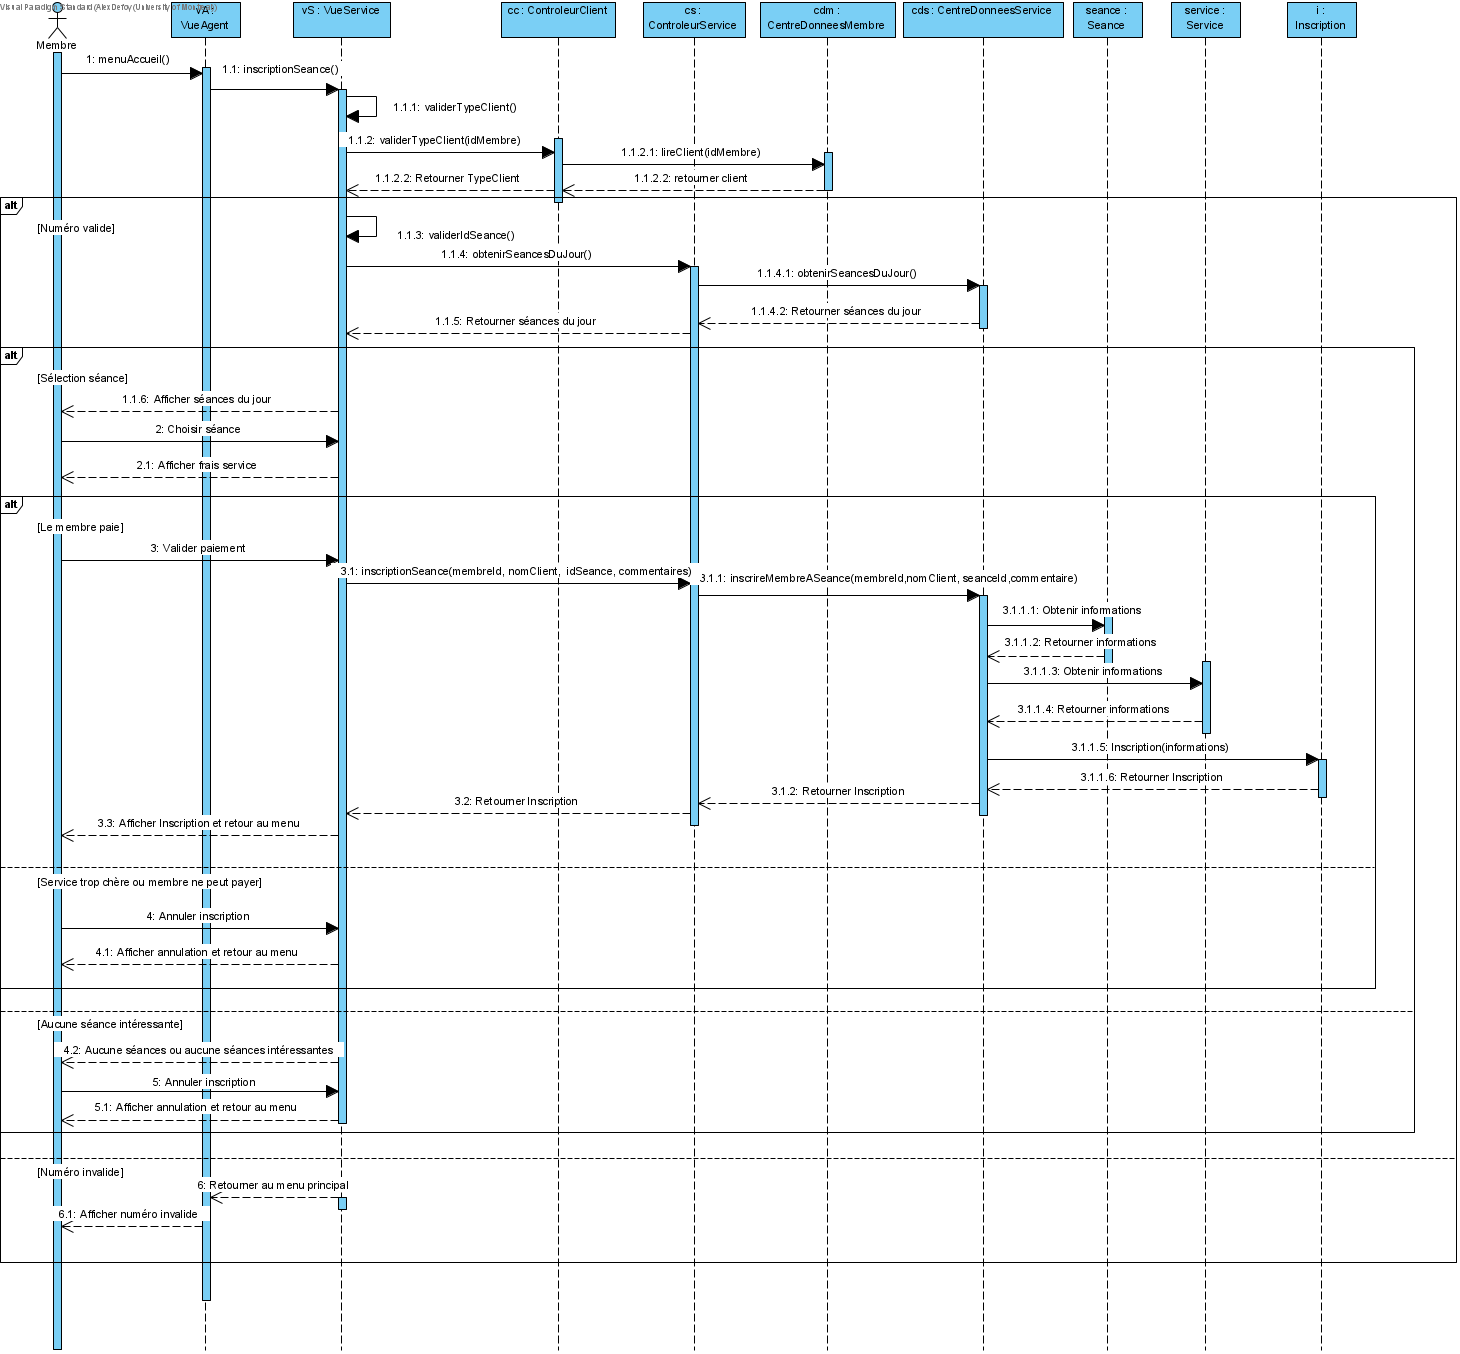 Visual Paradigm Standard (Alex Defoy (University of Montreal))
Membre
vA :
VueAgent
vS : VueService
cc : ControleurClient
cs :
ControleurService
cdm :
CentreDonneesMembre
cds : CentreDonneesService
seance :
Seance
service :
Service
i :
Inscription
1: menuAccueil()
1.1: inscriptionSeance()
1.1.1: validerTypeClient()
1.1.2: validerTypeClient(idMembre)
1.1.2.1: lireClient(idMembre)
1.1.2.2: Retourner TypeClient
1.1.2.2: retourner client
alt
[Numéro valide]
1.1.3: validerIdSeance()
1.1.4: obtenirSeancesDuJour()
1.1.4.1: obtenirSeancesDuJour()
1.1.4.2: Retourner séances du jour
1.1.5: Retourner séances du jour
alt
[Sélection séance]
1.1.6: Afficher séances du jour
2: Choisir séance
2.1: Afficher frais service
alt
[Le membre paie]
3: Valider paiement
3.1: inscriptionSeance(membreId, nomClient, idSeance, commentaires)
3.1.1: inscrireMembreASeance(membreId,nomClient, seanceId,commentaire)
3.1.1.1: Obtenir informations
3.1.1.2: Retourner informations
3.1.1.3: Obtenir informations
3.1.1.4: Retourner informations
3.1.1.5: Inscription(informations)
3.1.1.6: Retourner Inscription
3.1.2: Retourner Inscription
3.2: Retourner Inscription
3.3: Afficher Inscription et retour au menu
[Service trop chère ou membre ne peut payer]
4: Annuler inscription
4.1: Afficher annulation et retour au menu
[Aucune séance intéressante]
4.2: Aucune séances ou aucune séances intéressantes
5: Annuler inscription
5.1: Afficher annulation et retour au menu
[Numéro invalide]
6: Retourner au menu principal
6.1: Afficher numéro invalide